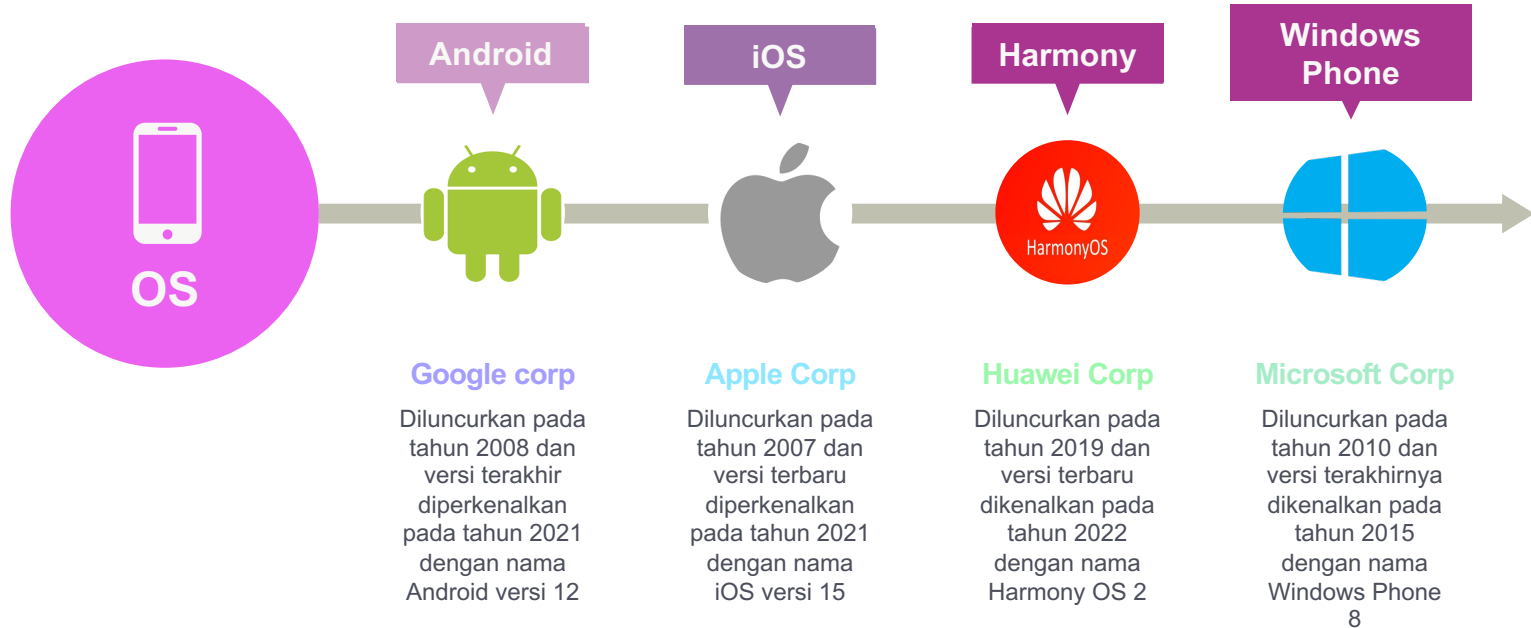 Android
iOS
Harmony
Windows
Phone
OS
HarmonyOS
Google corp
Diluncurkan pada
tahun 2008 dan
versi terakhir
diperkenalkan
pada tahun 2021
dengan nama
Android versi 12
Apple Corp
Diluncurkan pada
tahun 2007 dan
versi terbaru
diperkenalkan
pada tahun 2021
dengan nama
iOS versi 15
Huawei Corp
Diluncurkan pada
tahun 2019 dan
versi terbaru
dikenalkan pada
tahun 2022
dengan nama
Harmony OS 2
Microsoft Corp
Diluncurkan pada
tahun 2010 dan
versi terakhirnya
dikenalkan pada
tahun 2015
dengan nama
Windows Phone
8